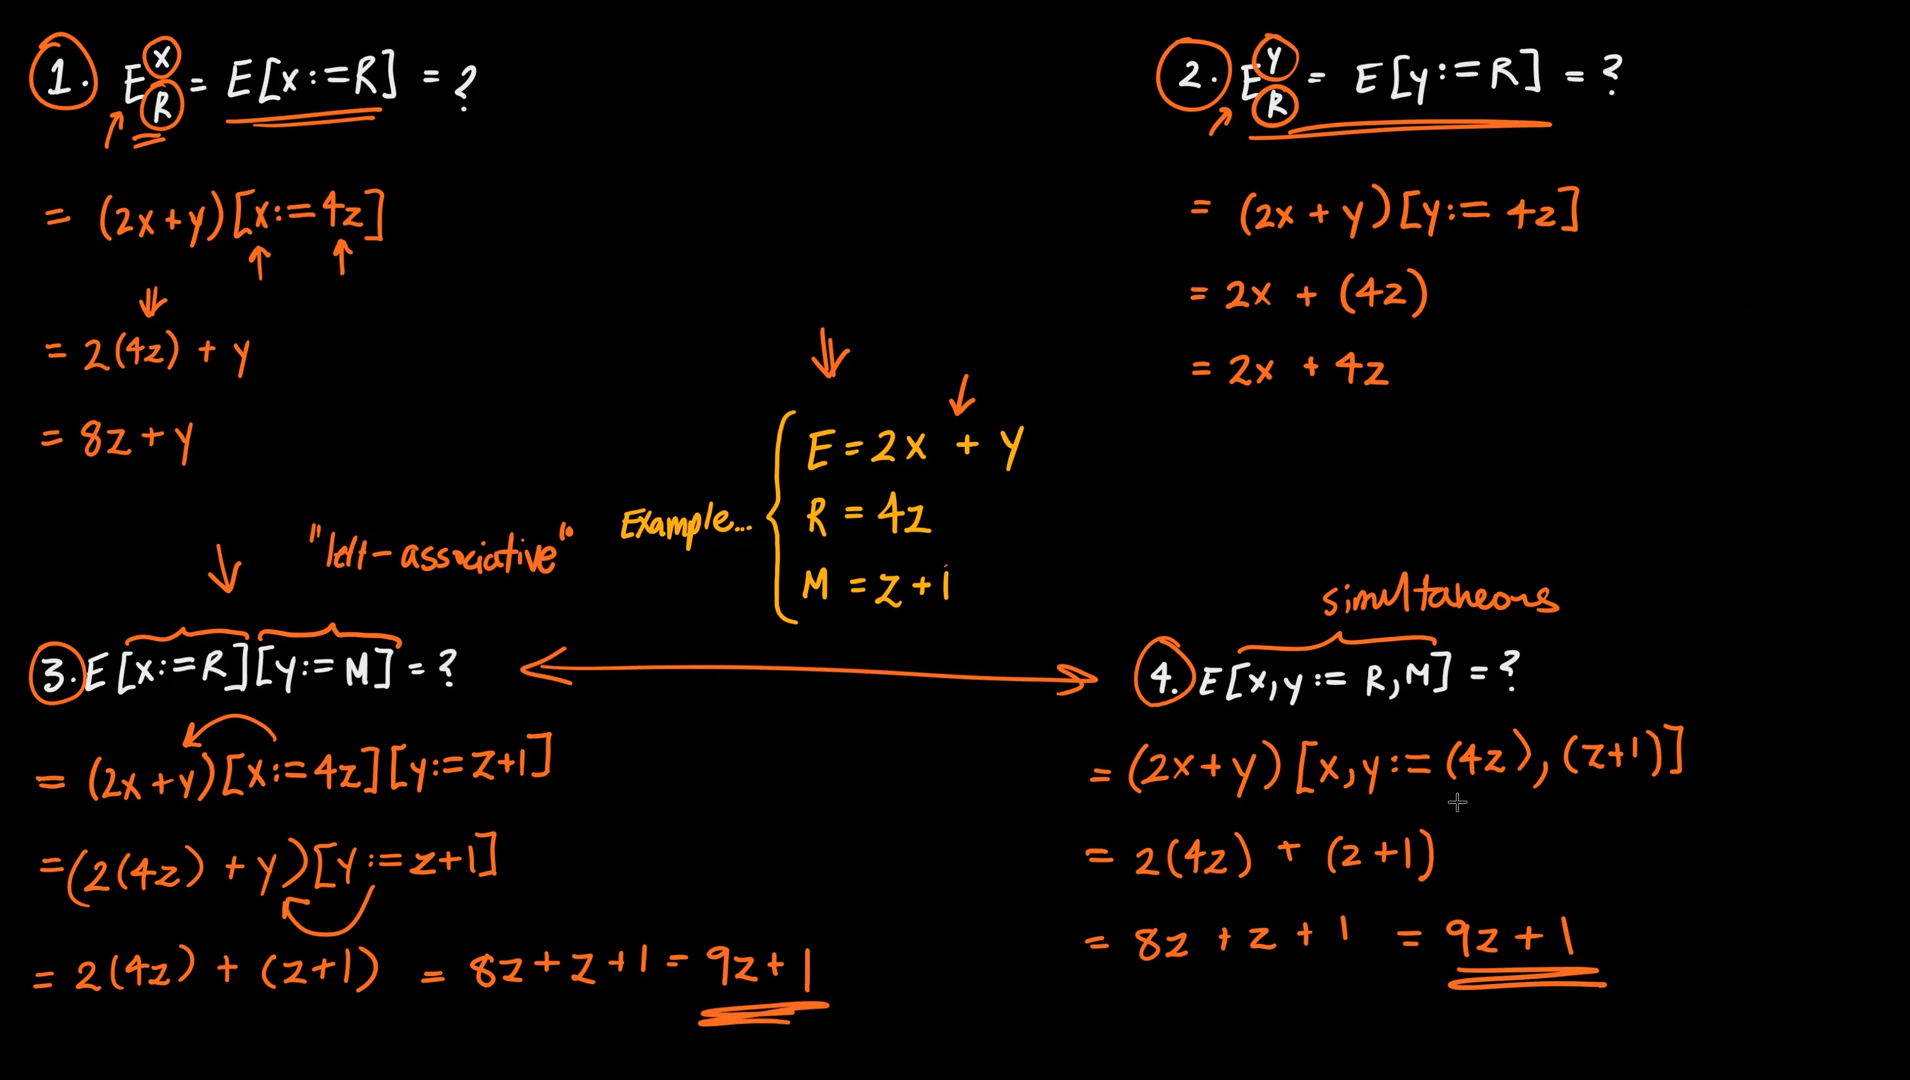 1. E^x_R = E[x:=R] = ?
= (2x+y)[x:=4z]
= 2(4z) + y
= 8z + y
2. E^y_R = E[y:=R] = ?
= (2x + y)[y:= 4z]
= 2x + (4z)
= 2x + 4z
Example...
E = 2x + y
R = 4z
M = z + 1
"left-associative"
3. E[x:=R][y:=M] = ?
= (2x+y)[x:=4z][y:=z+1]
= (2(4z) + y)[y:=z+1]
= 2(4z) + (z+1) = 8z+z+1 = 9z+1
simultaneous
4. E[x,y:= R,M] = ?
= (2x+y)[x,y:=(4z),(z+1)]
= 2(4z) + (z+1)
= 8z + z + 1 = 9z+1